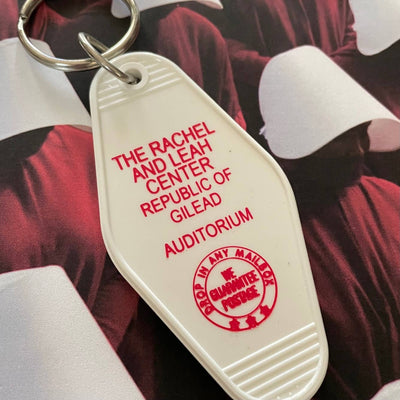 THE RACHEL
AND LEAH
CENTER
REPUBLIC OF
GILEAD
AUDITORIUM
DROP IN ANY MAILBOX
WE
GUARANTEE
POSTAGE